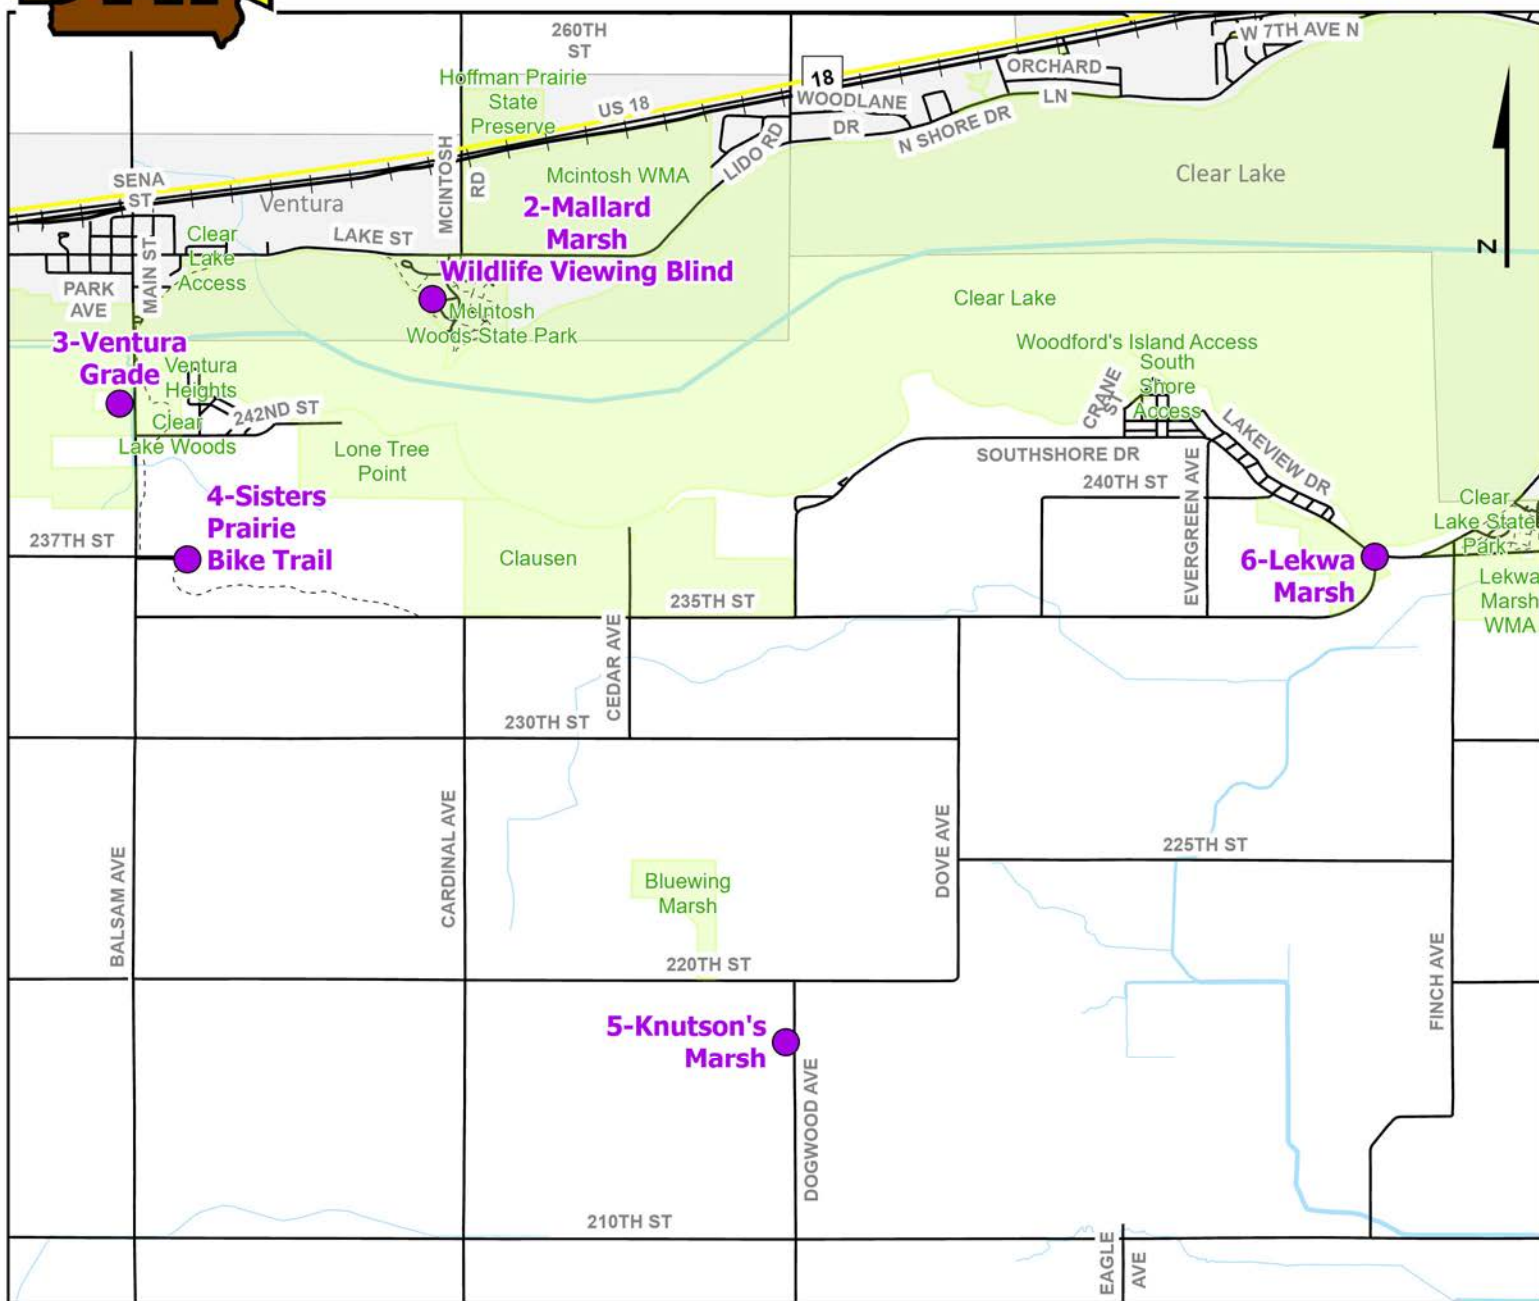 260TH
ST
W 7TH AVE N
18
ORCHARD
LN
Hoffman Prairie
State
Preserve
US 18
WOODLANE
DR
N SHORE DR
LIDO RD
MCINTOSH
RD
Mcintosh WMA
Clear Lake
SENA
ST
Ventura
2-Mallard
Marsh
Wildlife Viewing Blind
LAKE ST
Clear
Lake
Access
MAIN ST
PARK
AVE
N
McIntosh
Woods State Park
Clear Lake
3-Ventura
Grade
Ventura
Heights
242ND ST
Clear
Lake Woods
Lone Tree
Point
Woodford's Island Access
South
Shore
Access
CRANE
ST
LAKEVIEW DR
SOUTHSHORE DR
240TH ST
EVERGREEN AVE
Clear
Lake State
Park
4-Sisters
Prairie
Bike Trail
237TH ST
Clausen
6-Lekwa
Marsh
Lekwa
Marsh
WMA
235TH ST
CEDAR AVE
230TH ST
CARDINAL AVE
BALSAM AVE
DOVE AVE
225TH ST
Bluewing
Marsh
220TH ST
FINCH AVE
5-Knutson's
Marsh
DOGWOOD AVE
210TH ST
EAGLE
AVE